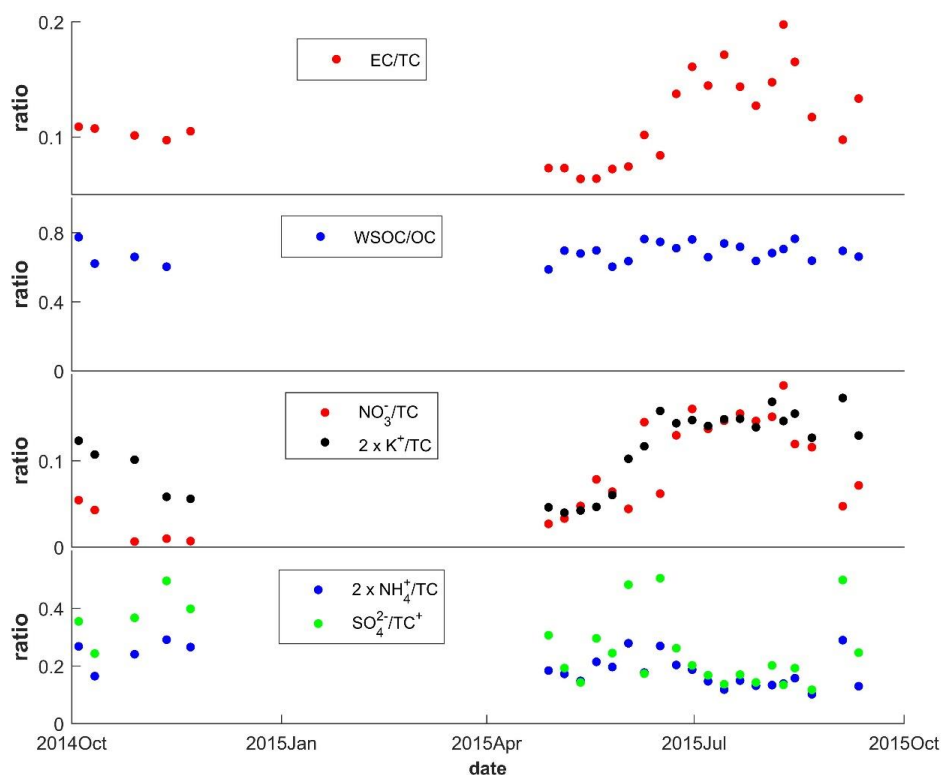 0.2
EC/TC
ratio
0.1
0.8
WSOC/OC
ratio
0.4
0
NO₃⁻/TC
2 x K⁺/TC
ratio
0.1
0
2 x NH₄⁺/TC
SO₄²⁻/TC⁺
0.4
ratio
0.2
0
2014Oct 2015Jan 2015Apr 2015Jul 2015Oct
date